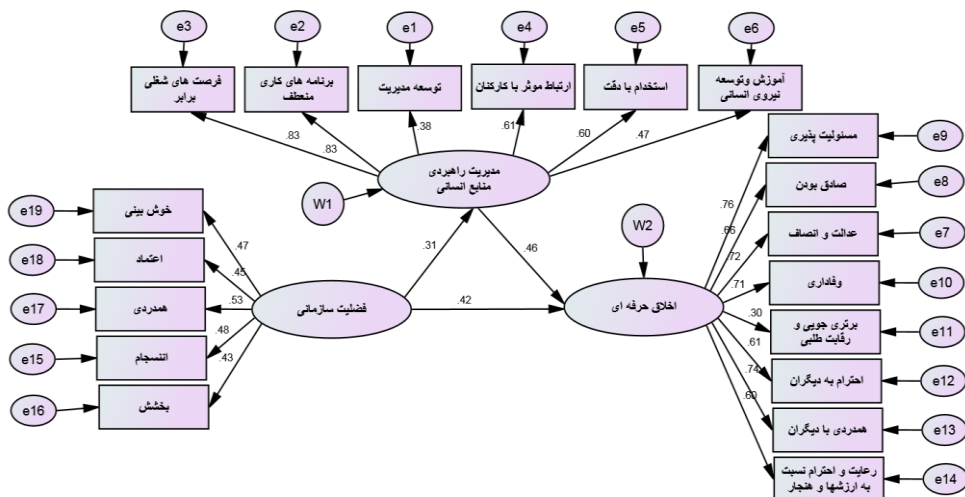 e3
e2
e1
e4
e5
e6
فرصت های شغلی
برابر
برنامه های کاری
منعطف
توسعه مدیریت
ارتباط موثر با کارکنان
استخدام با دقت
آموزش وتوسعه
نیروی انسانی
.83
.83
.38
.61
.60
.47
مدیریت راهبردی
منابع انسانی
W1
W2
.31
.46
.42
فضلیت سازمانی
اخلاق حرفه ای
e19
خوش بینی
.47
e18
اعتماد
.45
e17
همدردی
.53
e15
اننسجام
.48
e16
بخشش
.43
مسئولیت پذیری
e9
.76
صادق بودن
e8
.66
عدالت و انصاف
e7
.72
وفاداری
e10
.71
برتری جویی و
رقابت طلبی
e11
.30
احترام به دیگران
e12
.61
همدردی با دیگران
e13
.74
رعایت و احترام نسبت
به ارزشها و هنجار
e14
.60